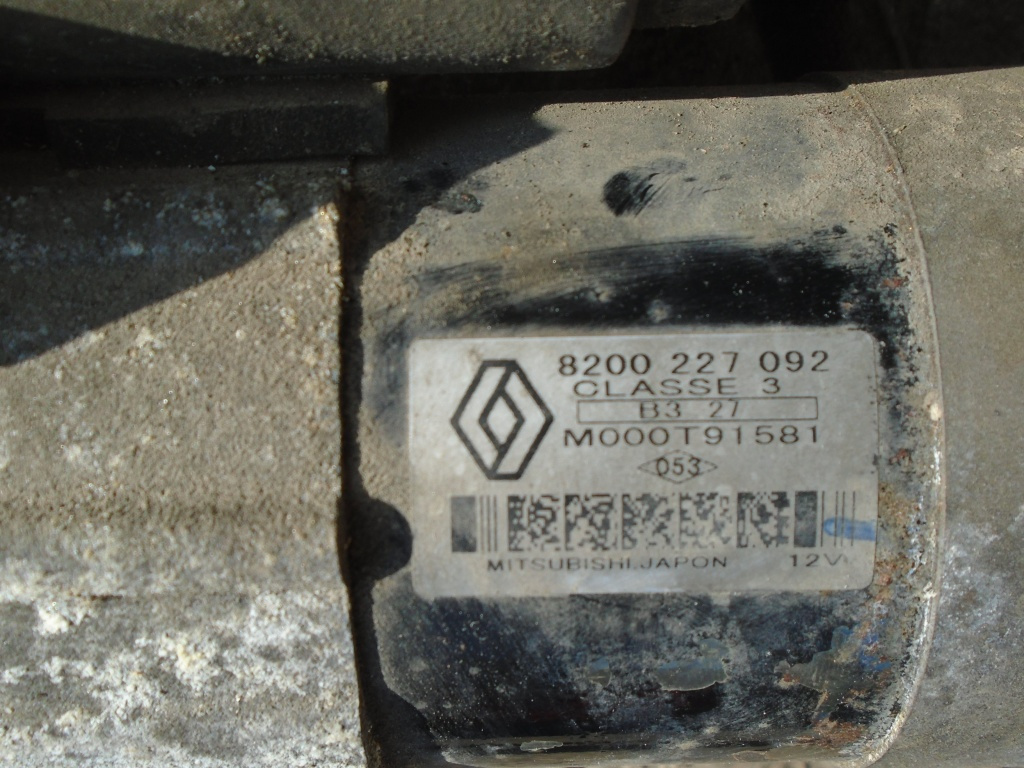 8200 227 092
CLASSE 3
B3 27
M000T91581
053
MITSUBISHI.JAPON 12V